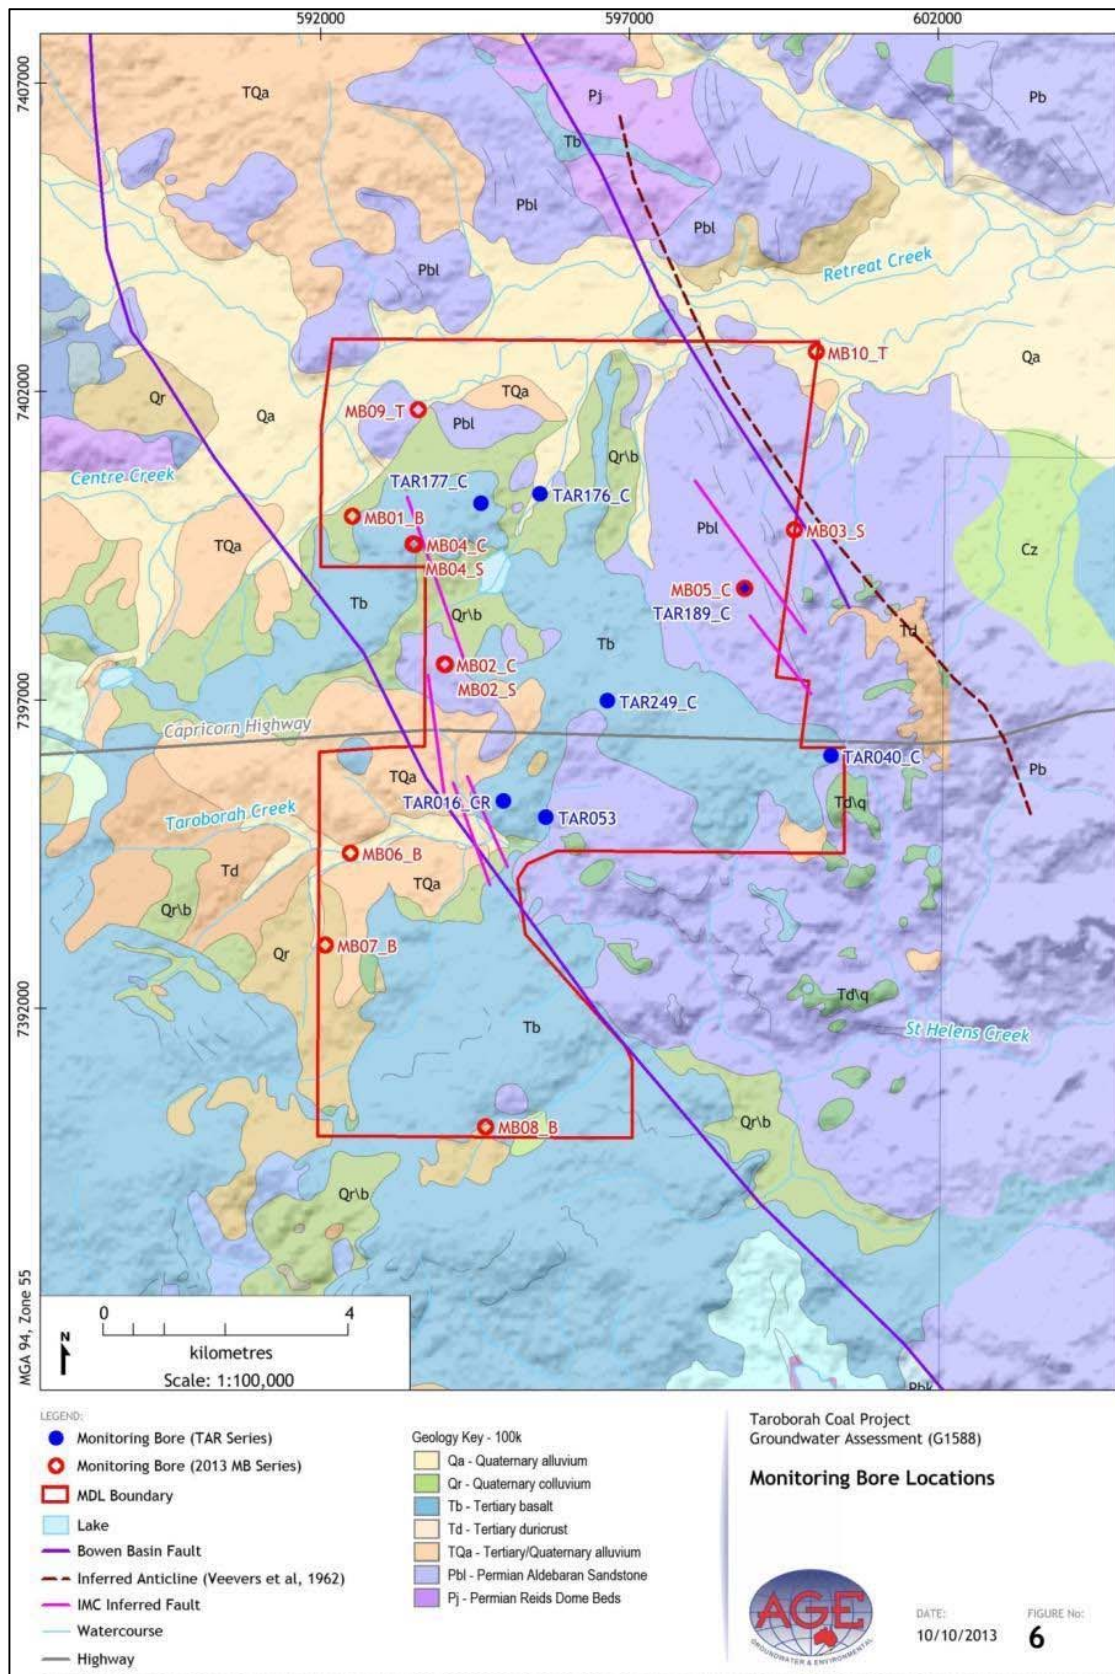 592000
597000
602000
7407000
TQa
Pj
Pb
Tb
Pbl
Pbl
Pbl
Retreat Creek
MB10_T
Qa
7402000
Qr
Qa
TQa
MB09_T
Pbl
Centre Creek
Qr\b
TAR177_C
TAR176_C
MB01_B
Pbl
MB03_S
TQa
MB04_C
MB04_S
Cz
MB05_C
TAR189_C
Tb
Qr\b
Tb
Td
MB02_C
MB02_S
7397000
TAR249_C
Capricorn Highway
TAR040_C
TQa
Pb
TAR016_CR
Td\q
Taroborah Creek
TAR053
MB06_B
Td
TQa
Qr\b
MB07_B
Qr
Td\q
7392000
Tb
St Helens Creek
MB08_B
Qr\b
Qr\b
Pbk
MGA 94, Zone 55
0 4
N
kilometres
Scale: 1:100,000
LEGEND:
Monitoring Bore (TAR Series)
Monitoring Bore (2013 MB Series)
MDL Boundary
Lake
Bowen Basin Fault
Inferred Anticline (Veevers et al, 1962)
IMC Inferred Fault
Watercourse
Highway
Geology Key - 100k
Qa - Quaternary alluvium
Qr - Quaternary colluvium
Tb - Tertiary basalt
Td - Tertiary duricrust
TQa - Tertiary/Quaternary alluvium
Pbl - Permian Aldebaran Sandstone
Pj - Permian Reids Dome Beds
Taroborah Coal Project
Groundwater Assessment (G1588)
Monitoring Bore Locations
AGE
GROUNDWATER & ENVIRONMENTAL
DATE:
10/10/2013
FIGURE No:
6